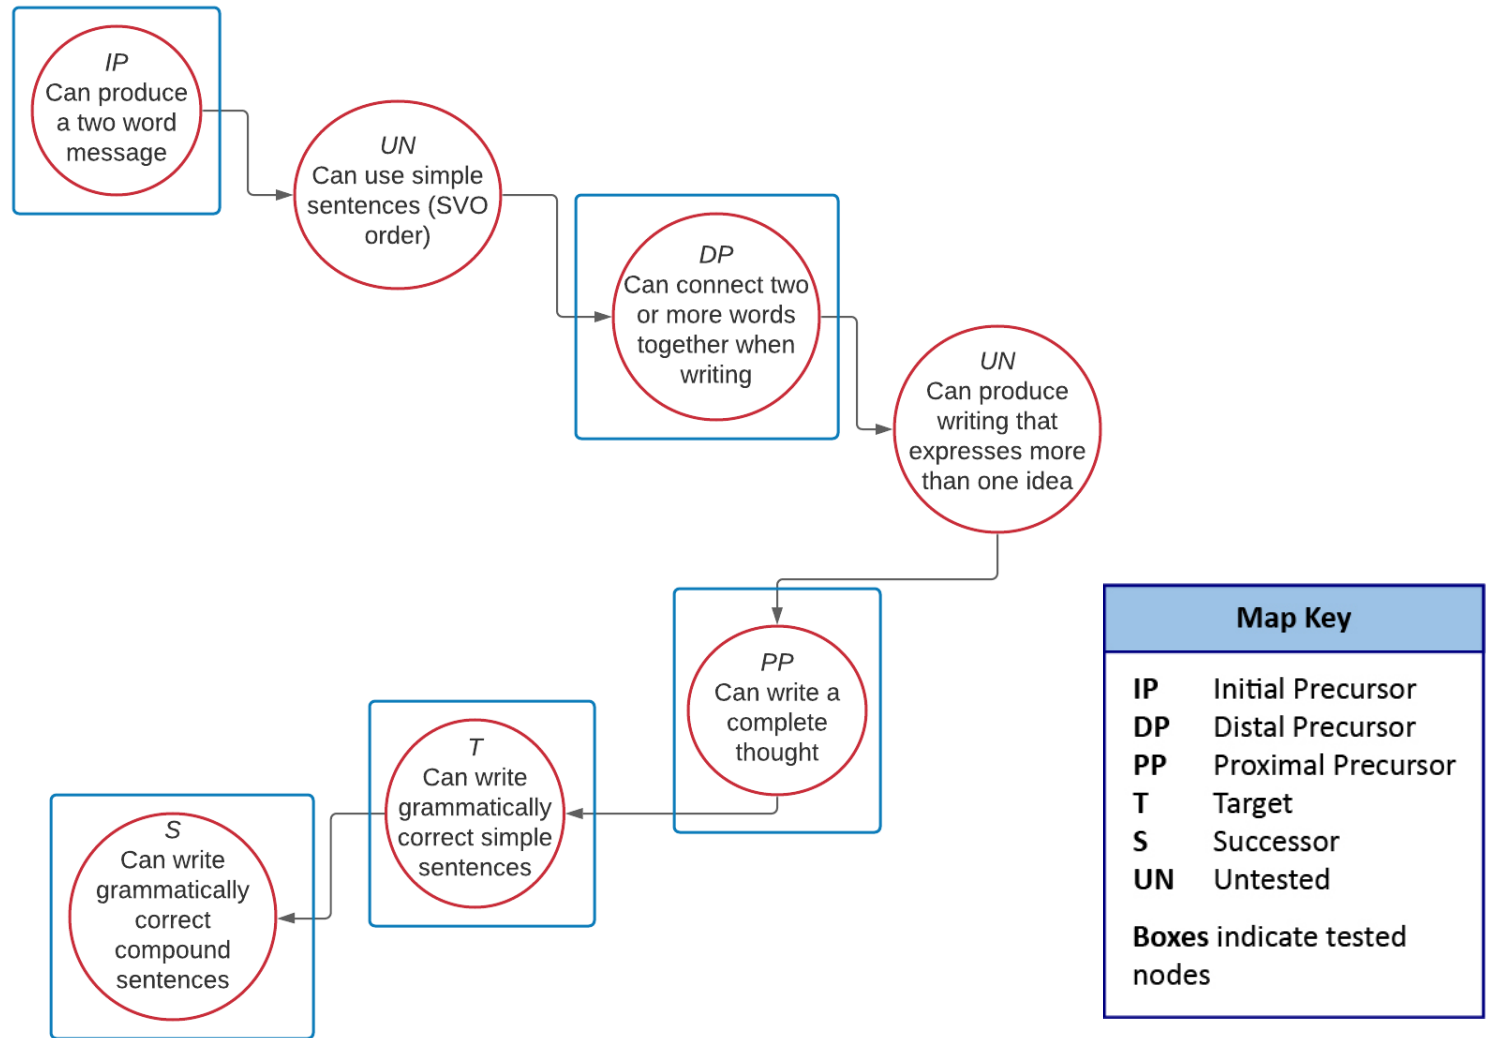 IP
Can produce
a two word
message
UN
Can use simple
sentences (SVO
order)
DP
Can connect two
or more words
together when
writing
UN
Can produce
writing that
expresses more
than one idea
PP
Can write a
complete
thought
T
Can write
grammatically
correct simple
sentences
S
Can write
grammatically
correct
compound
sentences
Map Key
IP Initial Precursor
DP Distal Precursor
PP Proximal Precursor
T Target
S Successor
UN Untested
Boxes indicate tested
nodes